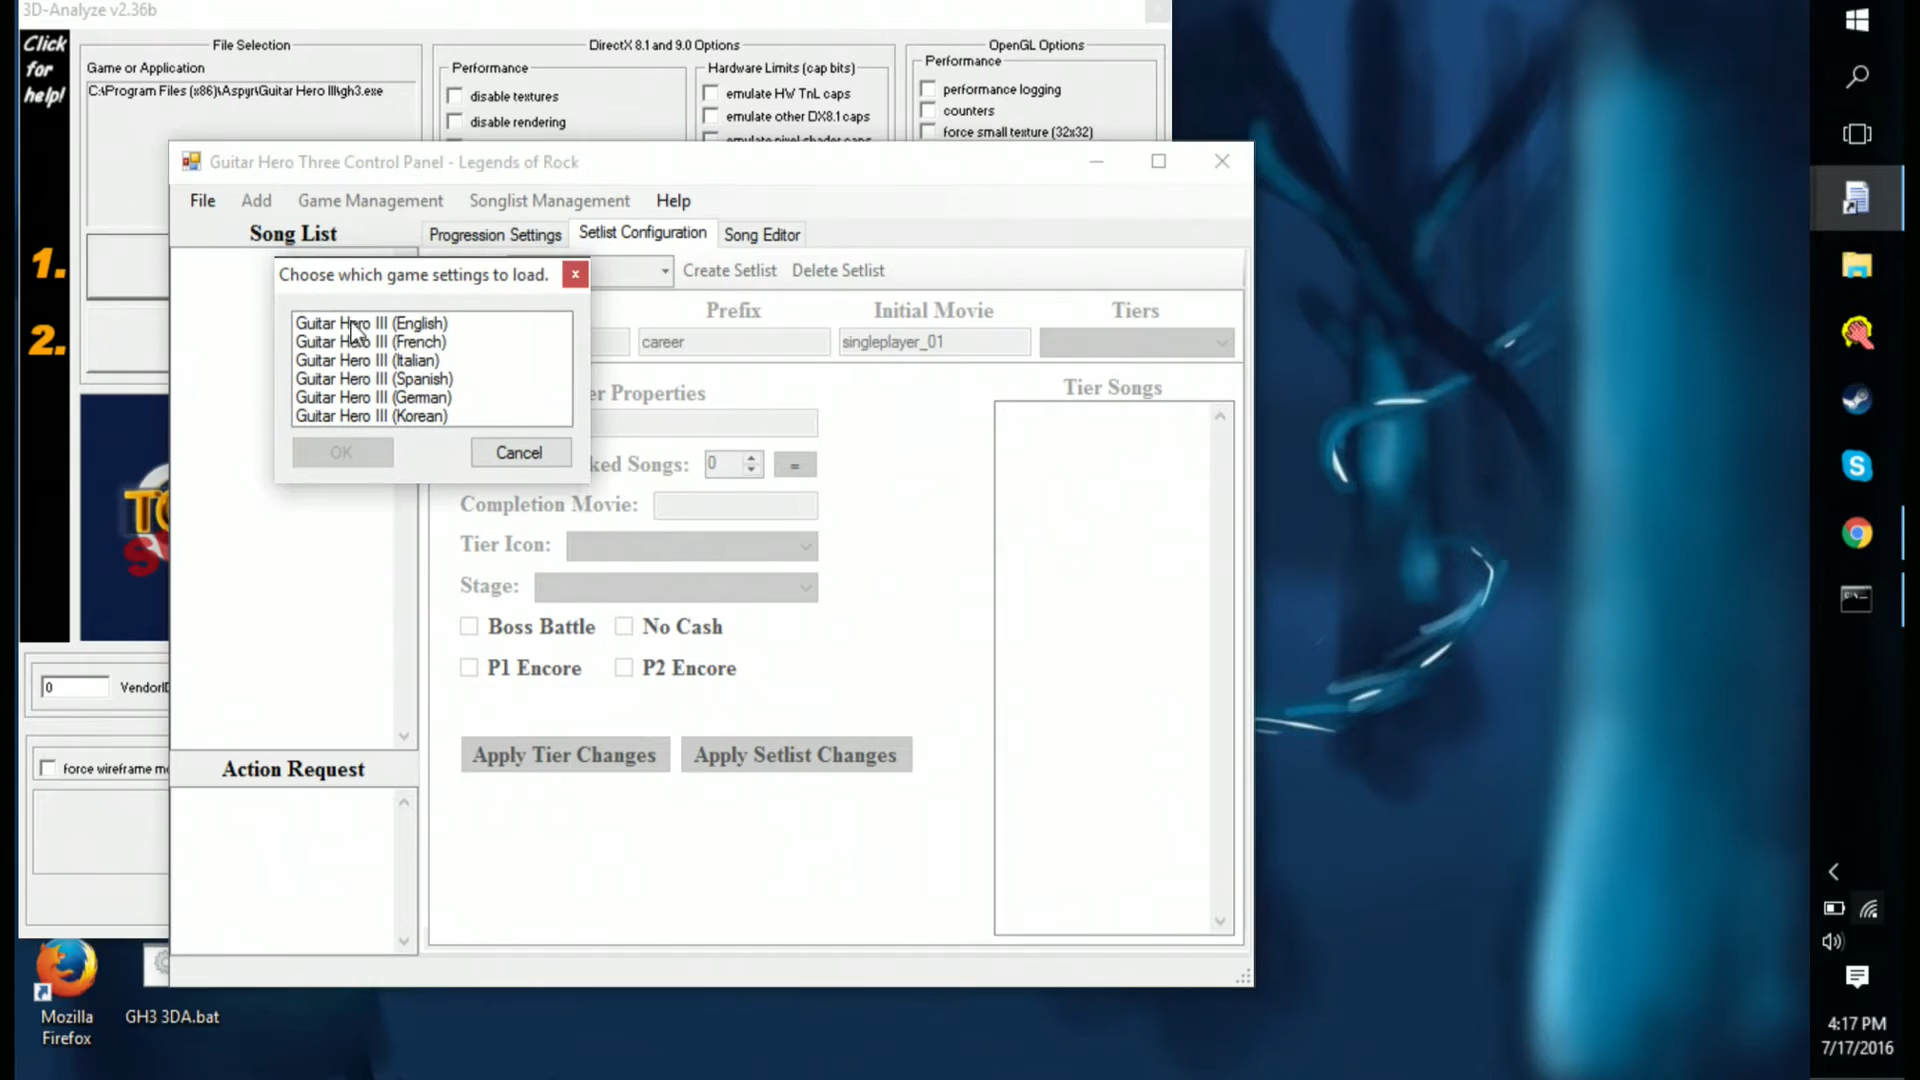 3D-Analyze v2.36b
Click
for
help!
File Selection
Game or Application
C:\Program Files (x86)\Aspyr\Guitar Hero III\gh3.exe
1.
2.
DirectX 8.1 and 9.0 Options
Performance
disable textures
disable rendering
Hardware Limits (cap bits)
emulate HW TnL caps
emulate other DX8.1 caps
emulate pixel shader caps
OpenGL Options
Performance
performance logging
counters
force small texture (32x32)
Guitar Hero Three Control Panel - Legends of Rock
File
Add
Game Management
Songlist Management
Help
Song List
Progression Settings
Setlist Configuration
Song Editor
Choose which game settings to load.
Guitar Hero III (English)
Guitar Hero III (French)
Guitar Hero III (Italian)
Guitar Hero III (Spanish)
Guitar Hero III (German)
Guitar Hero III (Korean)
OK
Cancel
Create Setlist
Delete Setlist
Prefix
Initial Movie
Tiers
career
singleplayer_01
er Properties
Tier Songs
ked Songs:
0
=
Completion Movie:
Tier Icon:
Stage:
Boss Battle
No Cash
P1 Encore
P2 Encore
Apply Tier Changes
Apply Setlist Changes
Action Request
0
VendorID
force wireframe m
Mozilla
Firefox
GH3 3DA.bat
4:17 PM
7/17/2016